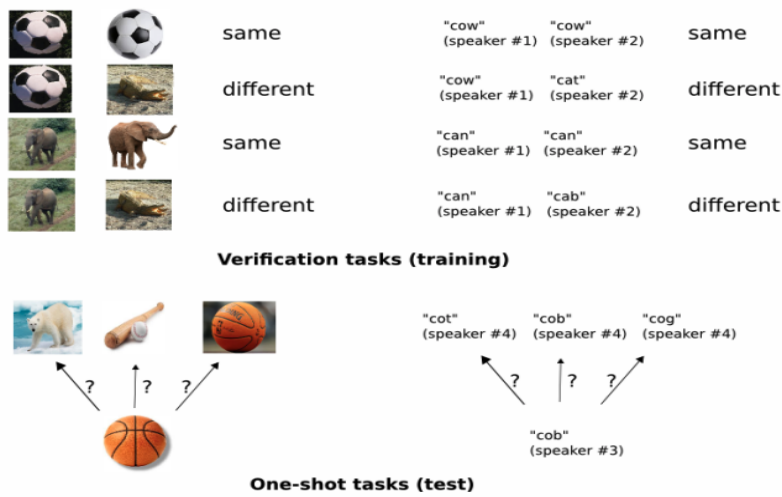 same
"cow" "cow"
(speaker #1) (speaker #2)
same
different
"cow" "cat"
(speaker #1) (speaker #2)
different
same
"can" "can"
(speaker #1) (speaker #2)
same
different
"can" "cab"
(speaker #1) (speaker #2)
different
Verification tasks (training)
"cot" "cob" "cog"
(speaker #4) (speaker #4) (speaker #4)
? ? ?
? ? ?
"cob"
(speaker #3)
One-shot tasks (test)